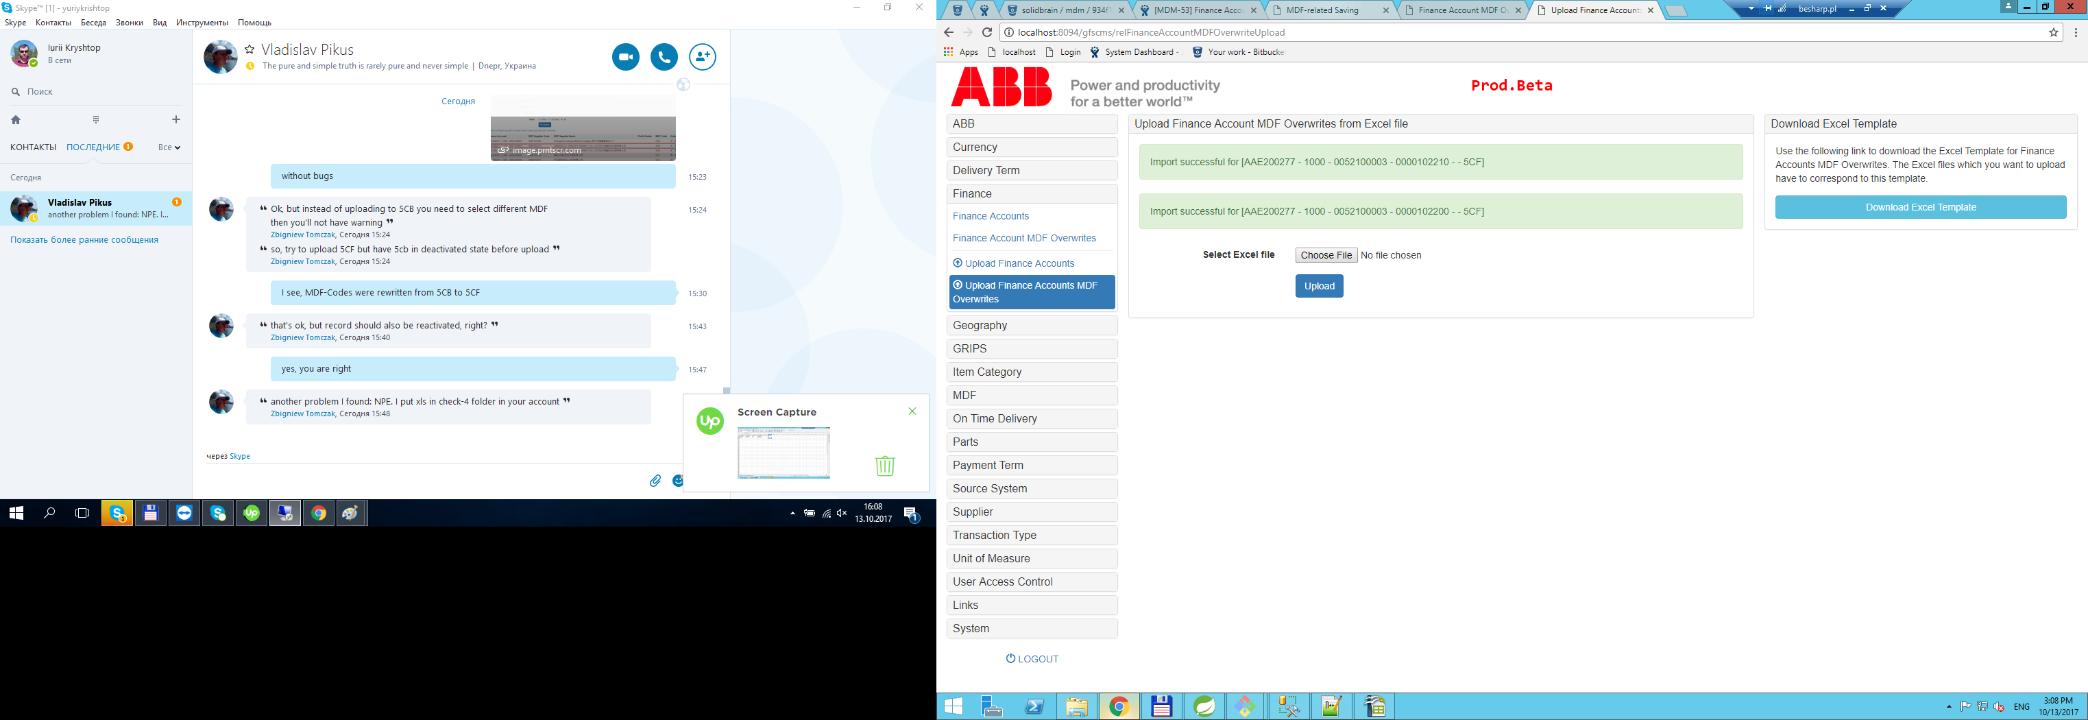 Skype™ [1] - yuriykrishtop
Skype Контакты Беседа Звонки Вид Инструменты Помощь
Iurii Kryshtop
В сети
Поиск
КОНТАКТЫ ПОСЛЕДНИЕ 1 Все
Сегодня
Vladislav Pikus 1
another problem I found: NPE. I...
Показать более ранние сообщения
Vladislav Pikus
The pure and simple truth is rarely pure and never simple | Dnepr, Украина
Сегодня
image.prntscr.com
without bugs 15:23
Ok, but instead of uploading to 5CB you need to select different MDF 15:24
then you'll not have warning
Zbigniew Tomczak, Сегодня 15:24
so, try to upload 5CF but have 5cb in deactivated state before upload
Zbigniew Tomczak, Сегодня 15:24
I see, MDF-Codes were rewritten from 5CB to 5CF 15:30
that's ok, but record should also be reactivated, right? 15:43
Zbigniew Tomczak, Сегодня 15:40
yes, you are right 15:47
another problem I found: NPE. I put xls in check-4 folder in your account
Zbigniew Tomczak, Сегодня 15:48
через Skype
Up
Screen Capture
16:08
13.10.2017
1
solidbrain / mdm / 934f
[MDM-53] Finance Acco
MDF-related Saving
Finance Account MDF O
Upload Finance Account
besharp.pl
localhost:8094/gfscms/relFinanceAccountMDFOverwriteUpload
Apps localhost Login System Dashboard - Your work - Bitbucke
ABB
Power and productivity
for a better world™
Prod.Beta
ABB
Currency
Delivery Term
Finance
Finance Accounts
Finance Account MDF Overwrites
Upload Finance Accounts
Upload Finance Accounts MDF
Overwrites
Geography
GRIPS
Item Category
MDF
On Time Delivery
Parts
Payment Term
Source System
Supplier
Transaction Type
Unit of Measure
User Access Control
Links
System
LOGOUT
Upload Finance Account MDF Overwrites from Excel file
Import successful for [AAE200277 - 1000 - 0052100003 - 0000102210 - - 5CF]
Import successful for [AAE200277 - 1000 - 0052100003 - 0000102200 - - 5CF]
Select Excel file Choose File No file chosen
Upload
Download Excel Template
Use the following link to download the Excel Template for Finance
Accounts MDF Overwrites. The Excel files which you want to upload
have to correspond to this template.
Download Excel Template
ENG
3:08 PM
10/13/2017